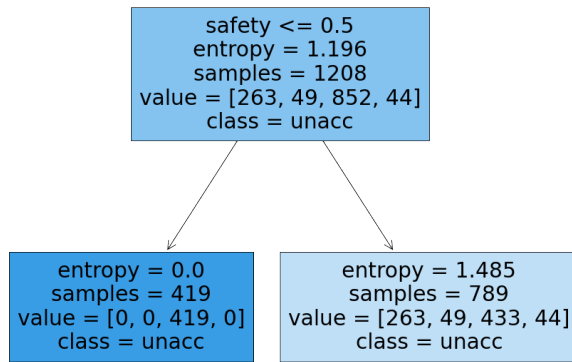 safety <= 0.5
entropy = 1.196
samples = 1208
value = [263, 49, 852, 44]
class = unacc
entropy = 0.0
samples = 419
value = [0, 0, 419, 0]
class = unacc
entropy = 1.485
samples = 789
value = [263, 49, 433, 44]
class = unacc